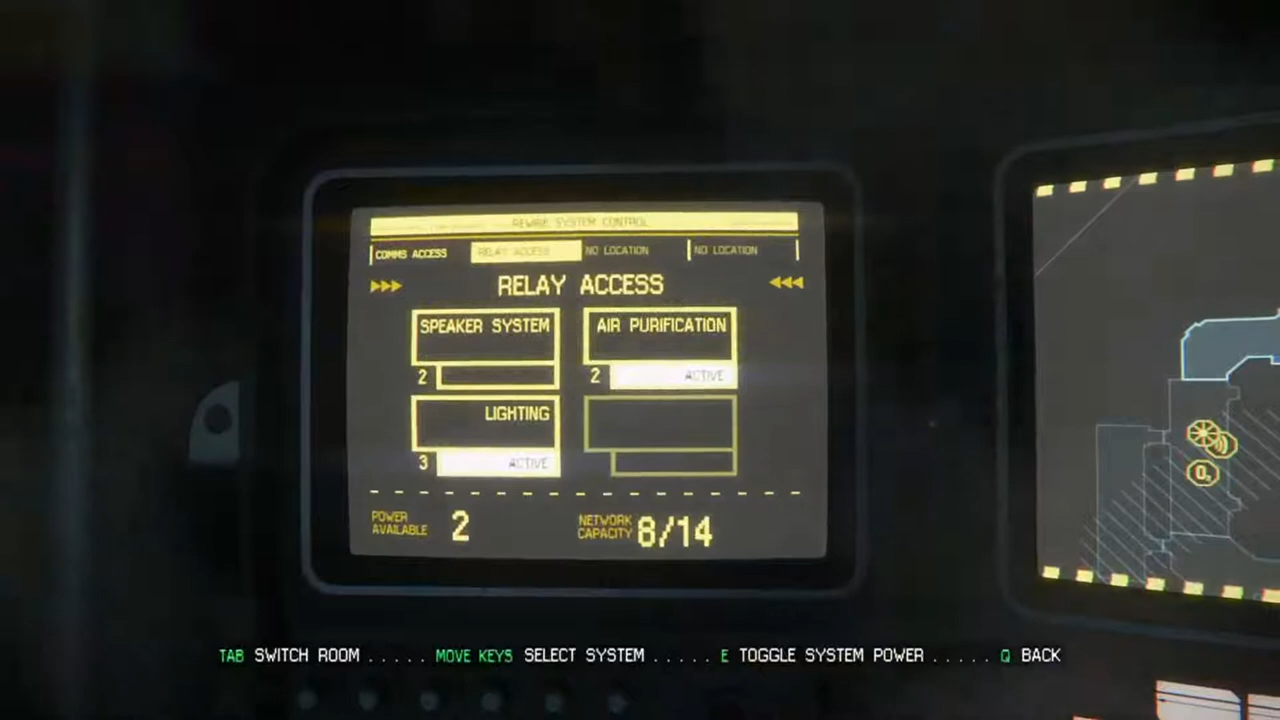 REWIRE SYSTEM CONTROL
COMMS ACCESS RELAY ACCESS NO LOCATION NO LOCATION
RELAY ACCESS
SPEAKER SYSTEM AIR PURIFICATION
2 2 ACTIVE
LIGHTING
3 ACTIVE
POWER AVAILABLE 2 NETWORK CAPACITY 8/14
O₂
TAB SWITCH ROOM ..... MOVE KEYS SELECT SYSTEM ..... E TOGGLE SYSTEM POWER ..... Q BACK